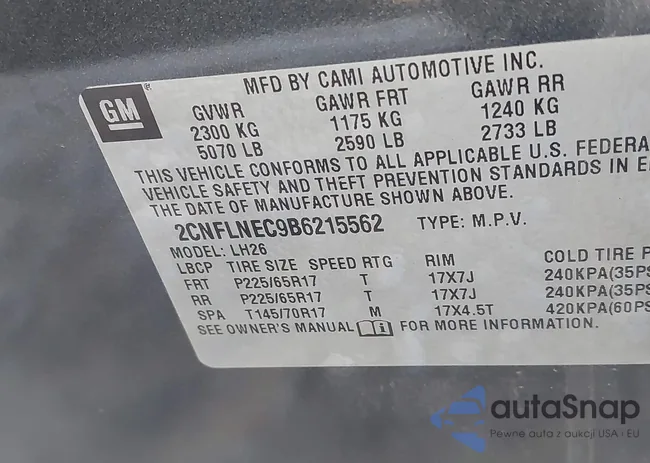 MFD BY CAMI AUTOMOTIVE INC.
GM
GVWR GAWR FRT GAWR RR
2300 KG 1175 KG 1240 KG
5070 LB 2590 LB 2733 LB
THIS VEHICLE CONFORMS TO ALL APPLICABLE U.S. FEDERA
VEHICLE SAFETY AND THEFT PREVENTION STANDARDS IN E
THE DATE OF MANUFACTURE SHOWN ABOVE.
2CNFLNEC9B6215562 TYPE: M.P.V.
MODEL: LH26
LBCP TIRE SIZE SPEED RTG RIM COLD TIRE P
FRT P225/65R17 T 17X7J 240KPA(35PS
RR P225/65R17 T 17X7J 240KPA(35PS
SPA T145/70R17 M 17X4.5T 420KPA(60PS
SEE OWNER'S MANUAL FOR MORE INFORMATION.
autaSnap
Pewne auta z aukcji USA i EU